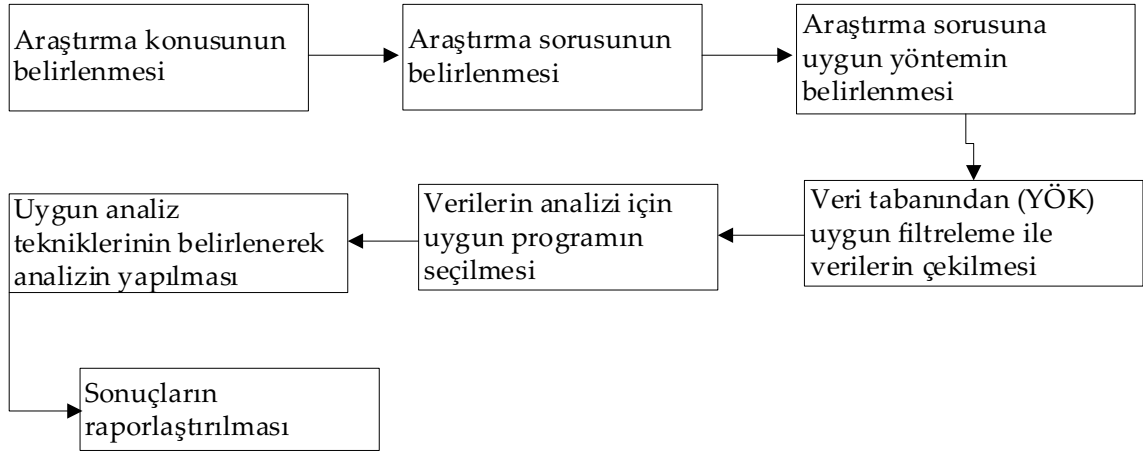 Araştırma konusunun
belirlenmesi
Araştırma sorusunun
belirlenmesi
Araştırma sorusuna
uygun yöntemin
belirlenmesi
Veri tabanından (YÖK)
uygun filtreleme ile
verilerin çekilmesi
Verilerin analizi için
uygun programın
seçilmesi
Uygun analiz
tekniklerinin belirlenerek
analizin yapılması
Sonuçların
raporlaştırılması